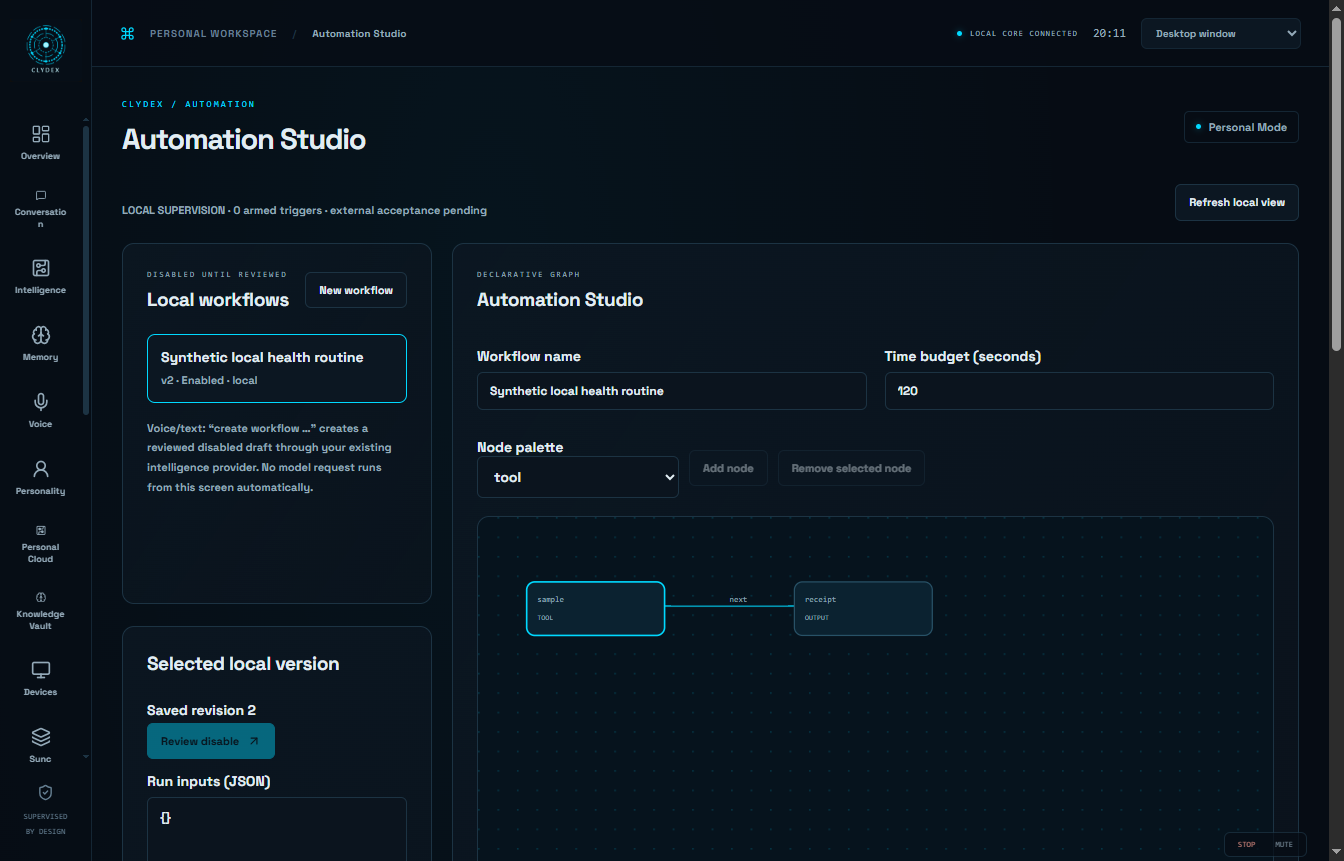 CLYDEX
Overview
Conversatio
n
Intelligence
Memory
Voice
Personality
Personal
Cloud
Knowledge
Vault
Devices
Sync
SUPERVISED
BY DESIGN
PERSONAL WORKSPACE / Automation Studio
LOCAL CORE CONNECTED 20:11 Desktop window
CLYDEX / AUTOMATION
Automation Studio
Personal Mode
LOCAL SUPERVISION · 0 armed triggers · external acceptance pending
Refresh local view
DISABLED UNTIL REVIEWED
Local workflows
New workflow
Synthetic local health routine
v2 · Enabled · local
Voice/text: “create workflow …” creates a
reviewed disabled draft through your existing
intelligence provider. No model request runs
from this screen automatically.
Selected local version
Saved revision 2
Review disable
Run inputs (JSON)
{}
DECLARATIVE GRAPH
Automation Studio
Workflow name
Synthetic local health routine
Time budget (seconds)
120
Node palette
tool
Add node
Remove selected node
sample
TOOL
next
receipt
OUTPUT
STOP MUTE